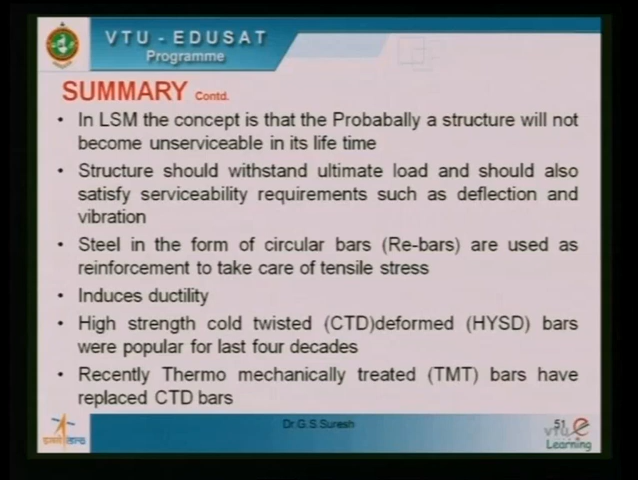 VTU - EDUSAT
Programme
SUMMARY Contd.
• In LSM the concept is that the Probabally a structure will not
become unserviceable in its life time
• Structure should withstand ultimate load and should also
satisfy serviceability requirements such as deflection and
vibration
• Steel in the form of circular bars (Re-bars) are used as
reinforcement to take care of tensile stress
• Induces ductility
• High strength cold twisted (CTD)deformed (HYSD) bars
were popular for last four decades
• Recently Thermo mechanically treated (TMT) bars have
replaced CTD bars
Dr G. S. Suresh
51
vtu e
Learning